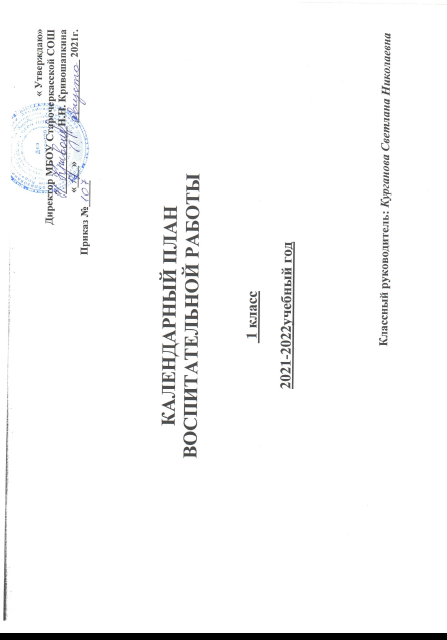 « Утверждаю»
Директор МБОУ Старочеркасской СОШ
Н.Н. Кривошапкина
« » августа 2021г.
Приказ № 107
КАЛЕНДАРНЫЙ ПЛАН
ВОСПИТАТЕЛЬНОЙ РАБОТЫ
1 класс
2021-2022учебный год
Классный руководитель: Курганова Светлана Николаевна